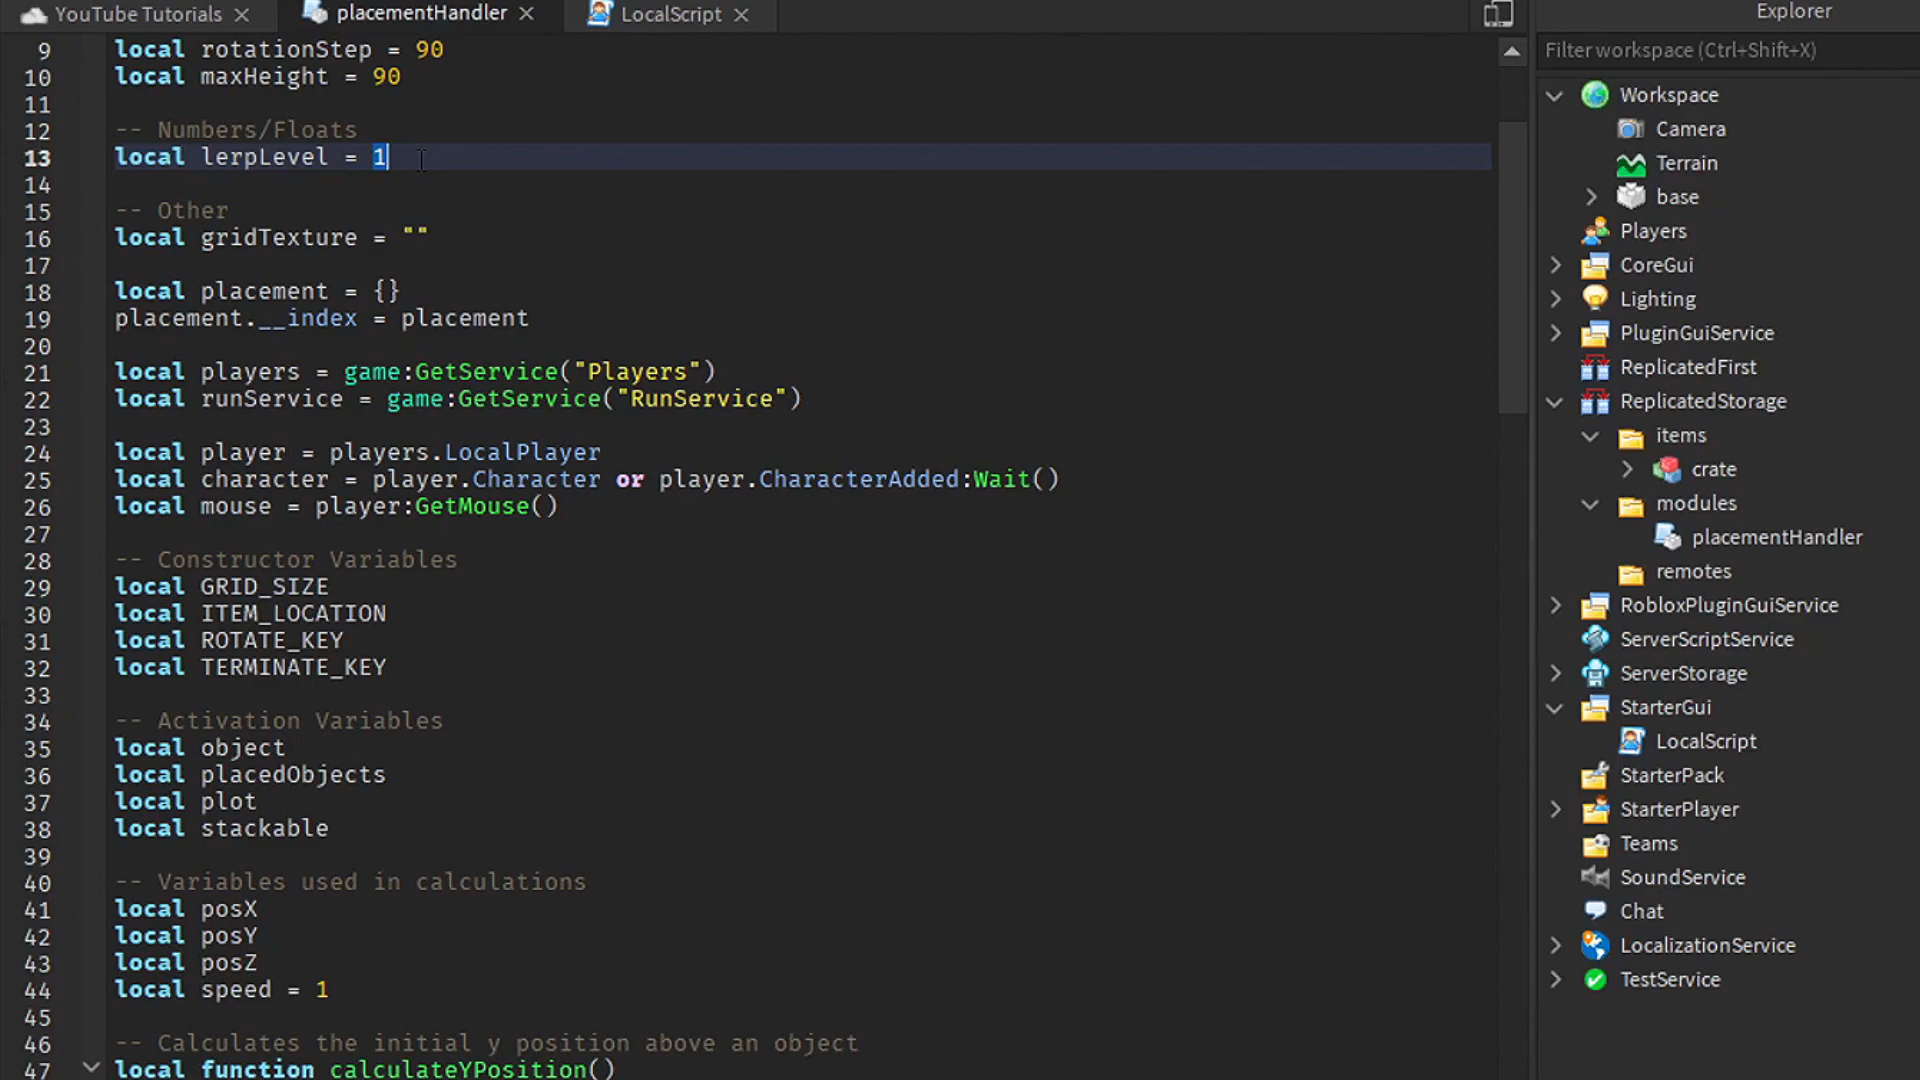 YouTube Tutorials
placementHandler
LocalScript
Explorer
Filter workspace (Ctrl+Shift+X)
9 local rotationStep = 90
10 local maxHeight = 90
11
12 -- Numbers/Floats
13 local lerpLevel = 1
14
15 -- Other
16 local gridTexture = ""
17
18 local placement = {}
19 placement.__index = placement
20
21 local players = game:GetService("Players")
22 local runService = game:GetService("RunService")
23
24 local player = players.LocalPlayer
25 local character = player.Character or player.CharacterAdded:Wait()
26 local mouse = player:GetMouse()
27
28 -- Constructor Variables
29 local GRID_SIZE
30 local ITEM_LOCATION
31 local ROTATE_KEY
32 local TERMINATE_KEY
33
34 -- Activation Variables
35 local object
36 local placedObjects
37 local plot
38 local stackable
39
40 -- Variables used in calculations
41 local posX
42 local posY
43 local posZ
44 local speed = 1
45
46 -- Calculates the initial y position above an object
47 local function calculateYPosition()
Workspace
Camera
Terrain
base
Players
CoreGui
Lighting
PluginGuiService
ReplicatedFirst
ReplicatedStorage
items
crate
modules
placementHandler
remotes
RobloxPluginGuiService
ServerScriptService
ServerStorage
StarterGui
LocalScript
StarterPack
StarterPlayer
Teams
SoundService
Chat
LocalizationService
TestService